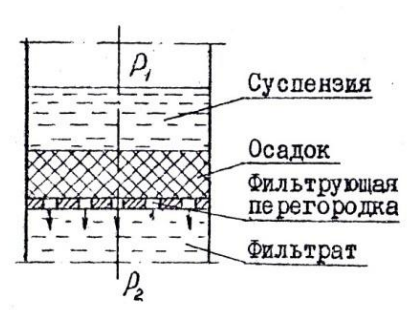 P1
Суспензия
Осадок
Фильтрующая
перегородка
Фильтрат
P2